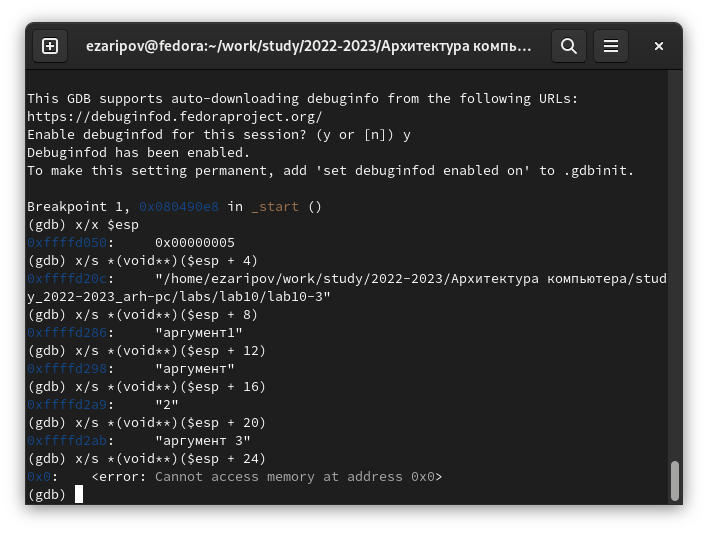 ezaripov@fedora:~/work/study/2022-2023/Архитектура компь…
This GDB supports auto-downloading debuginfo from the following URLs:
https://debuginfod.fedoraproject.org/
Enable debuginfod for this session? (y or [n]) y
Debuginfod has been enabled.
To make this setting permanent, add 'set debuginfod enabled on' to .gdbinit.
Breakpoint 1, 0x080490e8 in _start ()
(gdb) x/x $esp
0xffffd050:     0x00000005
(gdb) x/s *(void**)($esp + 4)
0xffffd20c:     "/home/ezaripov/work/study/2022-2023/Архитектура компьютера/stud
y_2022-2023_arh-pc/labs/lab10/lab10-3"
(gdb) x/s *(void**)($esp + 8)
0xffffd286:     "аргумент1"
(gdb) x/s *(void**)($esp + 12)
0xffffd298:     "аргумент"
(gdb) x/s *(void**)($esp + 16)
0xffffd2a9:     "2"
(gdb) x/s *(void**)($esp + 20)
0xffffd2ab:     "аргумент 3"
(gdb) x/s *(void**)($esp + 24)
0x0:    <error: Cannot access memory at address 0x0>
(gdb)